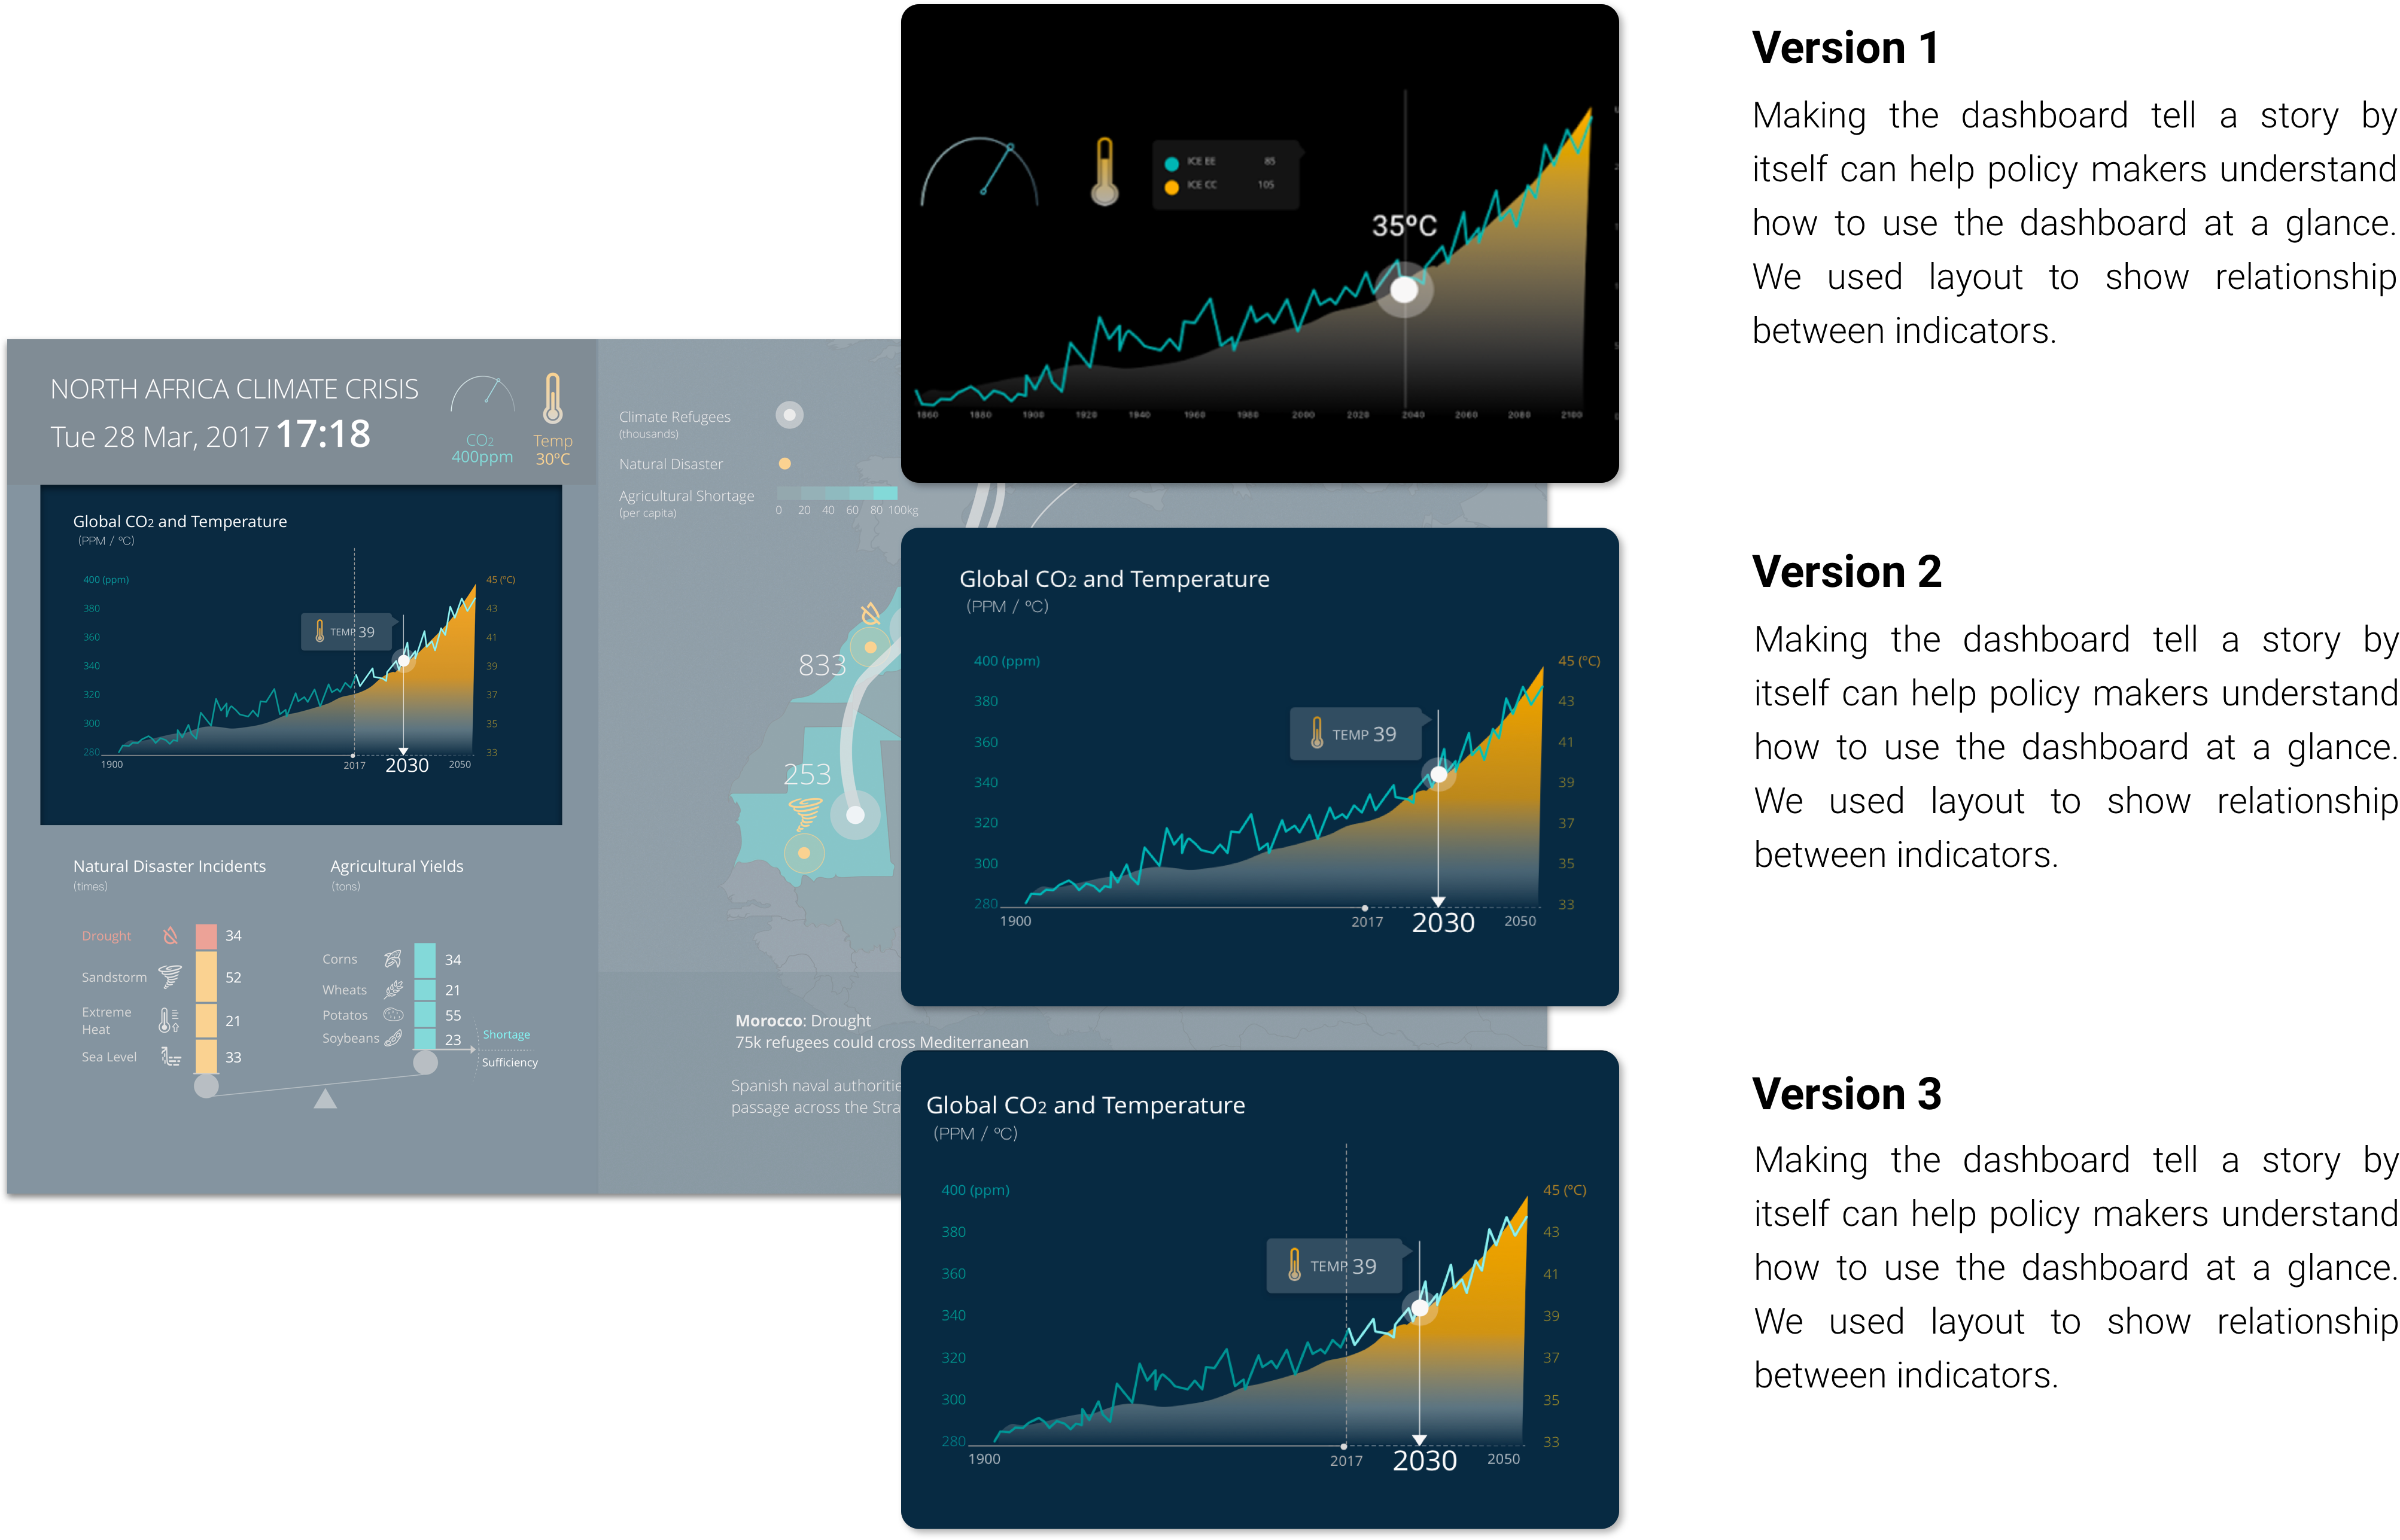 NORTH AFRICA CLIMATE CRISIS
Tue 28 Mar, 2017 17:18
CO2
400ppm
Temp
30ºC
Global CO2 and Temperature
(PPM / ºC)
400 (ppm)
380
360
340
320
300
280
45 (ºC)
43
41
39
37
35
33
TEMP 39
1900
2017
2030
2050
Natural Disaster Incidents
(times)
Drought
34
Sandstorm
52
Extreme
Heat
21
Sea Level
33
Agricultural Yields
(tons)
Corns
34
Wheats
21
Potatos
55
Soybeans
23
Shortage
Sufficiency
Climate Refugees
(thousands)
Natural Disaster
Agricultural Shortage
(per capita)
0 20 40 60 80 100kg
833
253
Morocco: Drought
75k refugees could cross Mediterranean
Spanish naval authoritie
passage across the Stra
ICE EE 85
ICE CC 105
35ºC
1860 1880 1900 1920 1940 1960 1980 2000 2020 2040 2060 2080 2100
Version 1
Making the dashboard tell a story by
itself can help policy makers understand
how to use the dashboard at a glance.
We used layout to show relationship
between indicators.
Global CO2 and Temperature
(PPM / ºC)
400 (ppm)
380
360
340
320
300
280
45 (ºC)
43
41
39
37
35
33
TEMP 39
1900
2017
2030
2050
Version 2
Making the dashboard tell a story by
itself can help policy makers understand
how to use the dashboard at a glance.
We used layout to show relationship
between indicators.
Global CO2 and Temperature
(PPM / ºC)
400 (ppm)
380
360
340
320
300
280
45 (ºC)
43
41
39
37
35
33
TEMP 39
1900
2017
2030
2050
Version 3
Making the dashboard tell a story by
itself can help policy makers understand
how to use the dashboard at a glance.
We used layout to show relationship
between indicators.